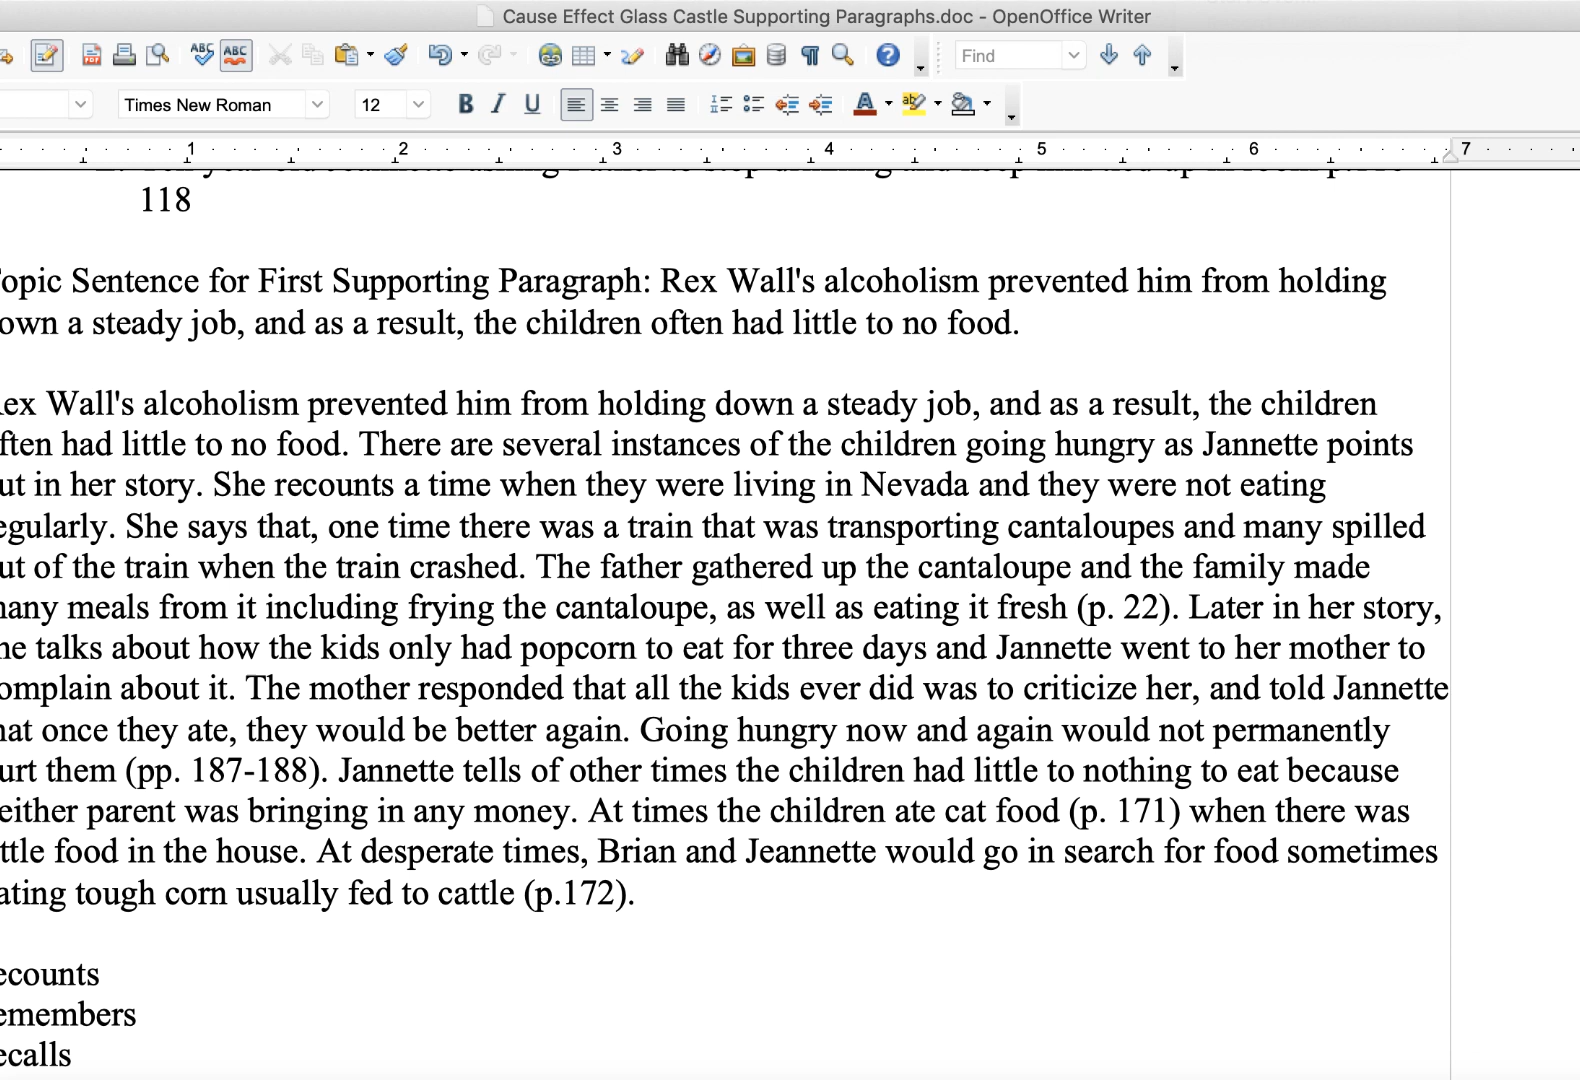 Cause Effect Glass Castle Supporting Paragraphs.doc - OpenOffice Writer
PDF ABC ABC Find
Times New Roman 12 B I U A ab
1 2 3 4 5 6 7
118
opic Sentence for First Supporting Paragraph: Rex Wall's alcoholism prevented him from holding
own a steady job, and as a result, the children often had little to no food.
ex Wall's alcoholism prevented him from holding down a steady job, and as a result, the children
ften had little to no food. There are several instances of the children going hungry as Jannette points
ut in her story. She recounts a time when they were living in Nevada and they were not eating
egularly. She says that, one time there was a train that was transporting cantaloupes and many spilled
ut of the train when the train crashed. The father gathered up the cantaloupe and the family made
any meals from it including frying the cantaloupe, as well as eating it fresh (p. 22). Later in her story,
he talks about how the kids only had popcorn to eat for three days and Jannette went to her mother to
omplain about it. The mother responded that all the kids ever did was to criticize her, and told Jannette
hat once they ate, they would be better again. Going hungry now and again would not permanently
urt them (pp. 187-188). Jannette tells of other times the children had little to nothing to eat because
either parent was bringing in any money. At times the children ate cat food (p. 171) when there was
ttle food in the house. At desperate times, Brian and Jeannette would go in search for food sometimes
ating tough corn usually fed to cattle (p.172).
ecounts
emembers
ecalls